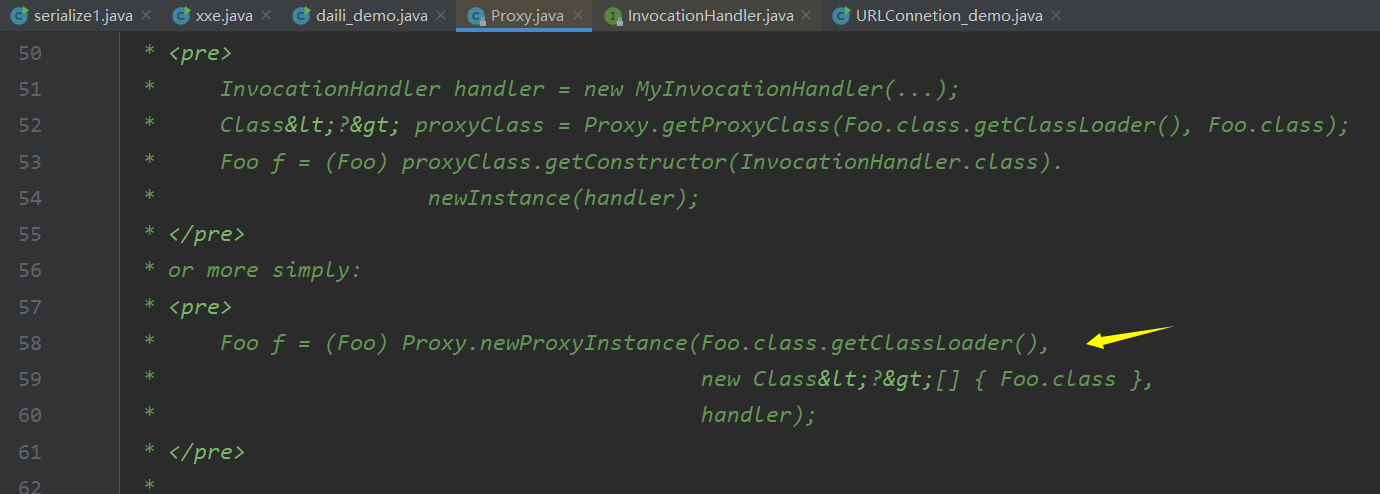 serialize1.java xxe.java daili_demo.java Proxy.java InvocationHandler.java URLConnetion_demo.java
50 * <pre>
51 *     InvocationHandler handler = new MyInvocationHandler(...);
52 *     Class&lt;?&gt; proxyClass = Proxy.getProxyClass(Foo.class.getClassLoader(), Foo.class);
53 *     Foo f = (Foo) proxyClass.getConstructor(InvocationHandler.class).
54 *                     newInstance(handler);
55 * </pre>
56 * or more simply:
57 * <pre>
58 *     Foo f = (Foo) Proxy.newProxyInstance(Foo.class.getClassLoader(),
59 *                                          new Class&lt;?&gt;[] { Foo.class },
60 *                                          handler);
61 * </pre>
62 *